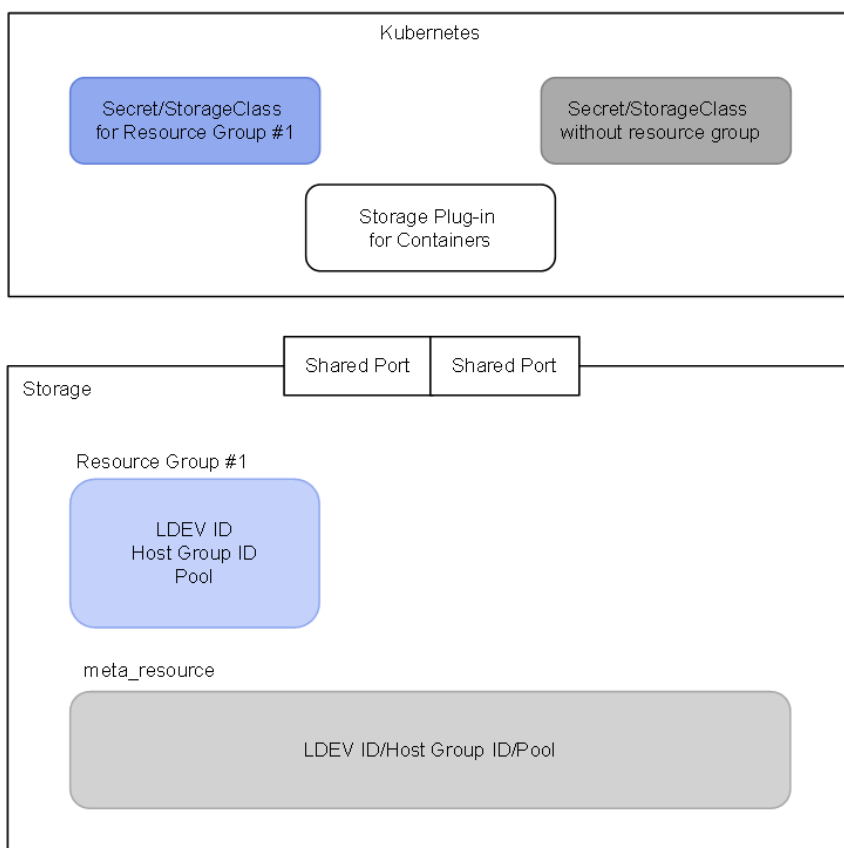 Kubernetes
Secret/StorageClass
for Resource Group #1
Secret/StorageClass
without resource group
Storage Plug-in
for Containers
Shared Port
Shared Port
Storage
Resource Group #1
LDEV ID
Host Group ID
Pool
meta_resource
LDEV ID/Host Group ID/Pool